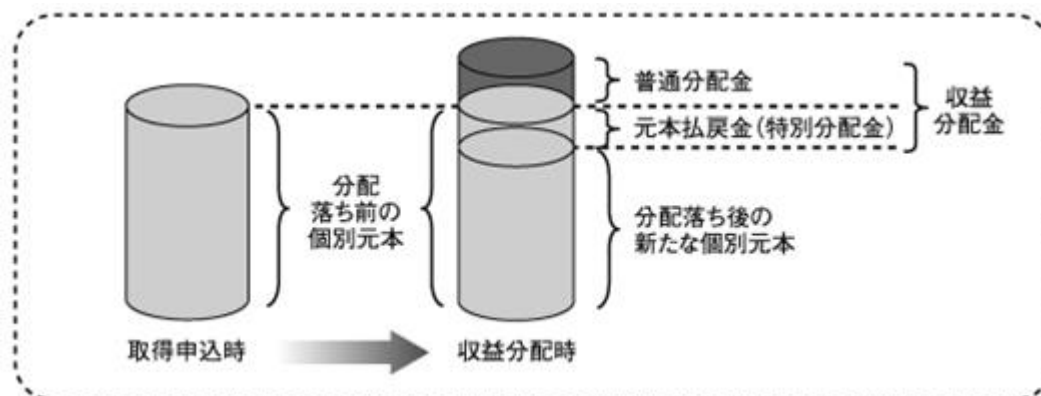 普通分配金
収益
分配金
元本払戻金(特別分配金)
分配
落ち前の
個別元本
分配落ち後の
新たな個別元本
取得申込時
収益分配時